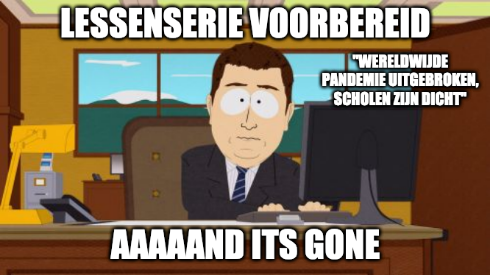 LESSENSERIE VOORBEREID
"WERELDWIJDE
PANDEMIE UITGEBROKEN,
SCHOLEN ZIJN DICHT"
AAAAAND ITS GONE